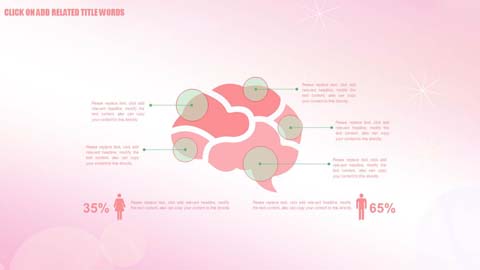 CLICK ON ADD RELATED TITLE WORDS
Please replace text, click add
relevant headline, modify the
text content, also can copy
your content to this directly.
Please replace text, click add
relevant headline, modify the
text content, also can copy
your content to this directly.
Please replace text, click add
relevant headline, modify the
text content, also can copy
your content to this directly.
Please replace text, click add
relevant headline, modify the
text content, also can copy
your content to this directly.
Please replace text, click add
relevant headline, modify the
text content, also can copy
your content to this directly.
35%
Please replace text, click add relevant headline, modify
the text content, also can copy your content to this directly.
Please replace text, click add relevant headline, modify
the text content, also can copy your content to this directly.
65%